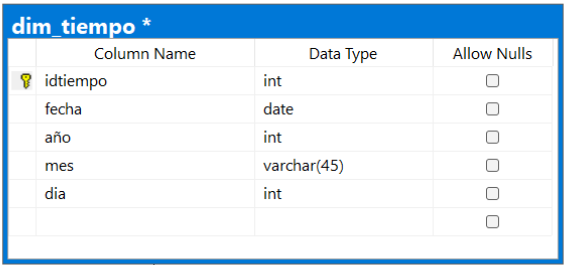 dim_tiempo *
Column Name Data Type Allow Nulls
idtiempo int
fecha date
año int
mes varchar(45)
dia int